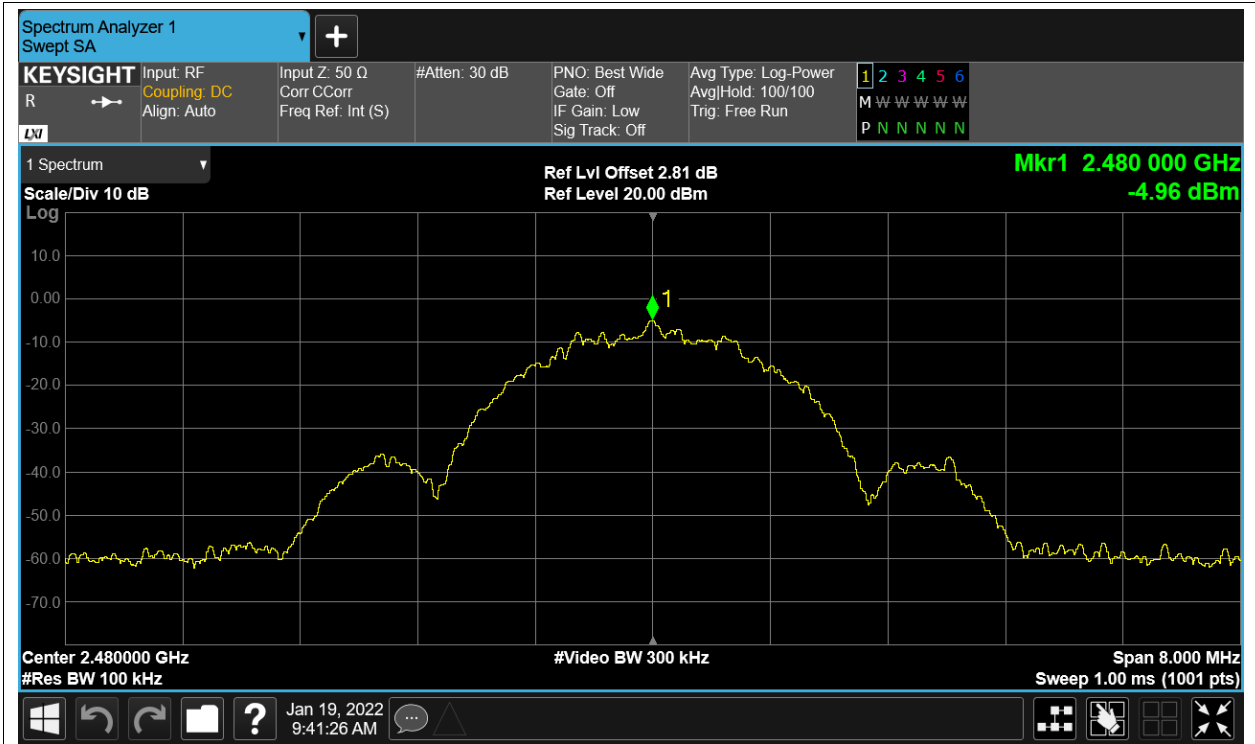 Spectrum Analyzer 1
Swept SA
KEYSIGHT
R
LXI
Input: RF
Coupling: DC
Align: Auto
Input Z: 50 Ω
Corr CCorr
Freq Ref: Int (S)
#Atten: 30 dB
PNO: Best Wide
Gate: Off
IF Gain: Low
Sig Track: Off
Avg Type: Log-Power
Avg|Hold: 100/100
Trig: Free Run
1 2 3 4 5 6
M W W W W W W
P N N N N N N
1 Spectrum
Scale/Div 10 dB
Ref Lvl Offset 2.81 dB
Ref Level 20.00 dBm
Mkr1 2.480 000 GHz
-4.96 dBm
Log
10.0
0.00
1
-10.0
-20.0
-30.0
-40.0
-50.0
-60.0
-70.0
Center 2.480000 GHz
#Video BW 300 kHz
Span 8.000 MHz
#Res BW 100 kHz
Sweep 1.00 ms (1001 pts)
?
Jan 19, 2022
9:41:26 AM